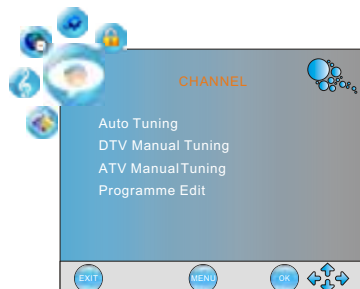 CHANNEL
Auto Tuning
DTV Manual Tuning
ATV ManualTuning
Programme Edit
EXIT MENU OK